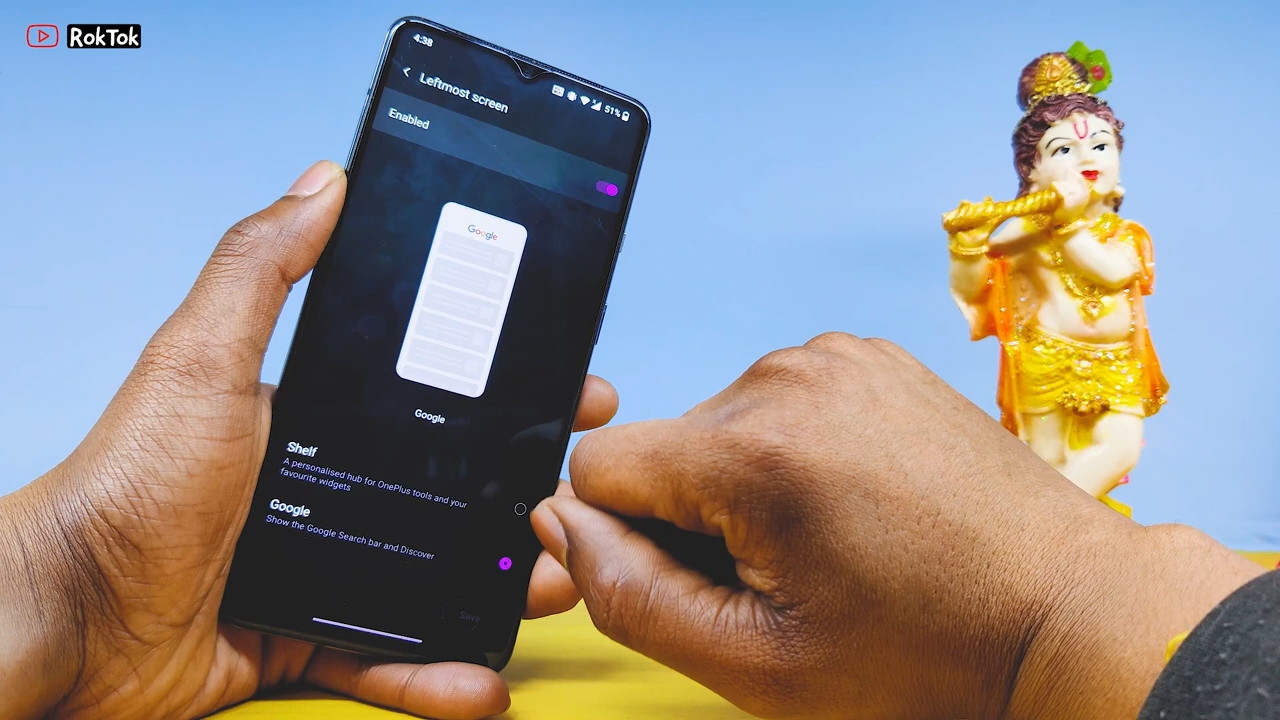 RokTok
4:38
51%
Leftmost screen
Enabled
Google
Google
Shelf
A personalised hub for OnePlus tools and your
favourite widgets
Google
Show the Google Search bar and Discover
Save